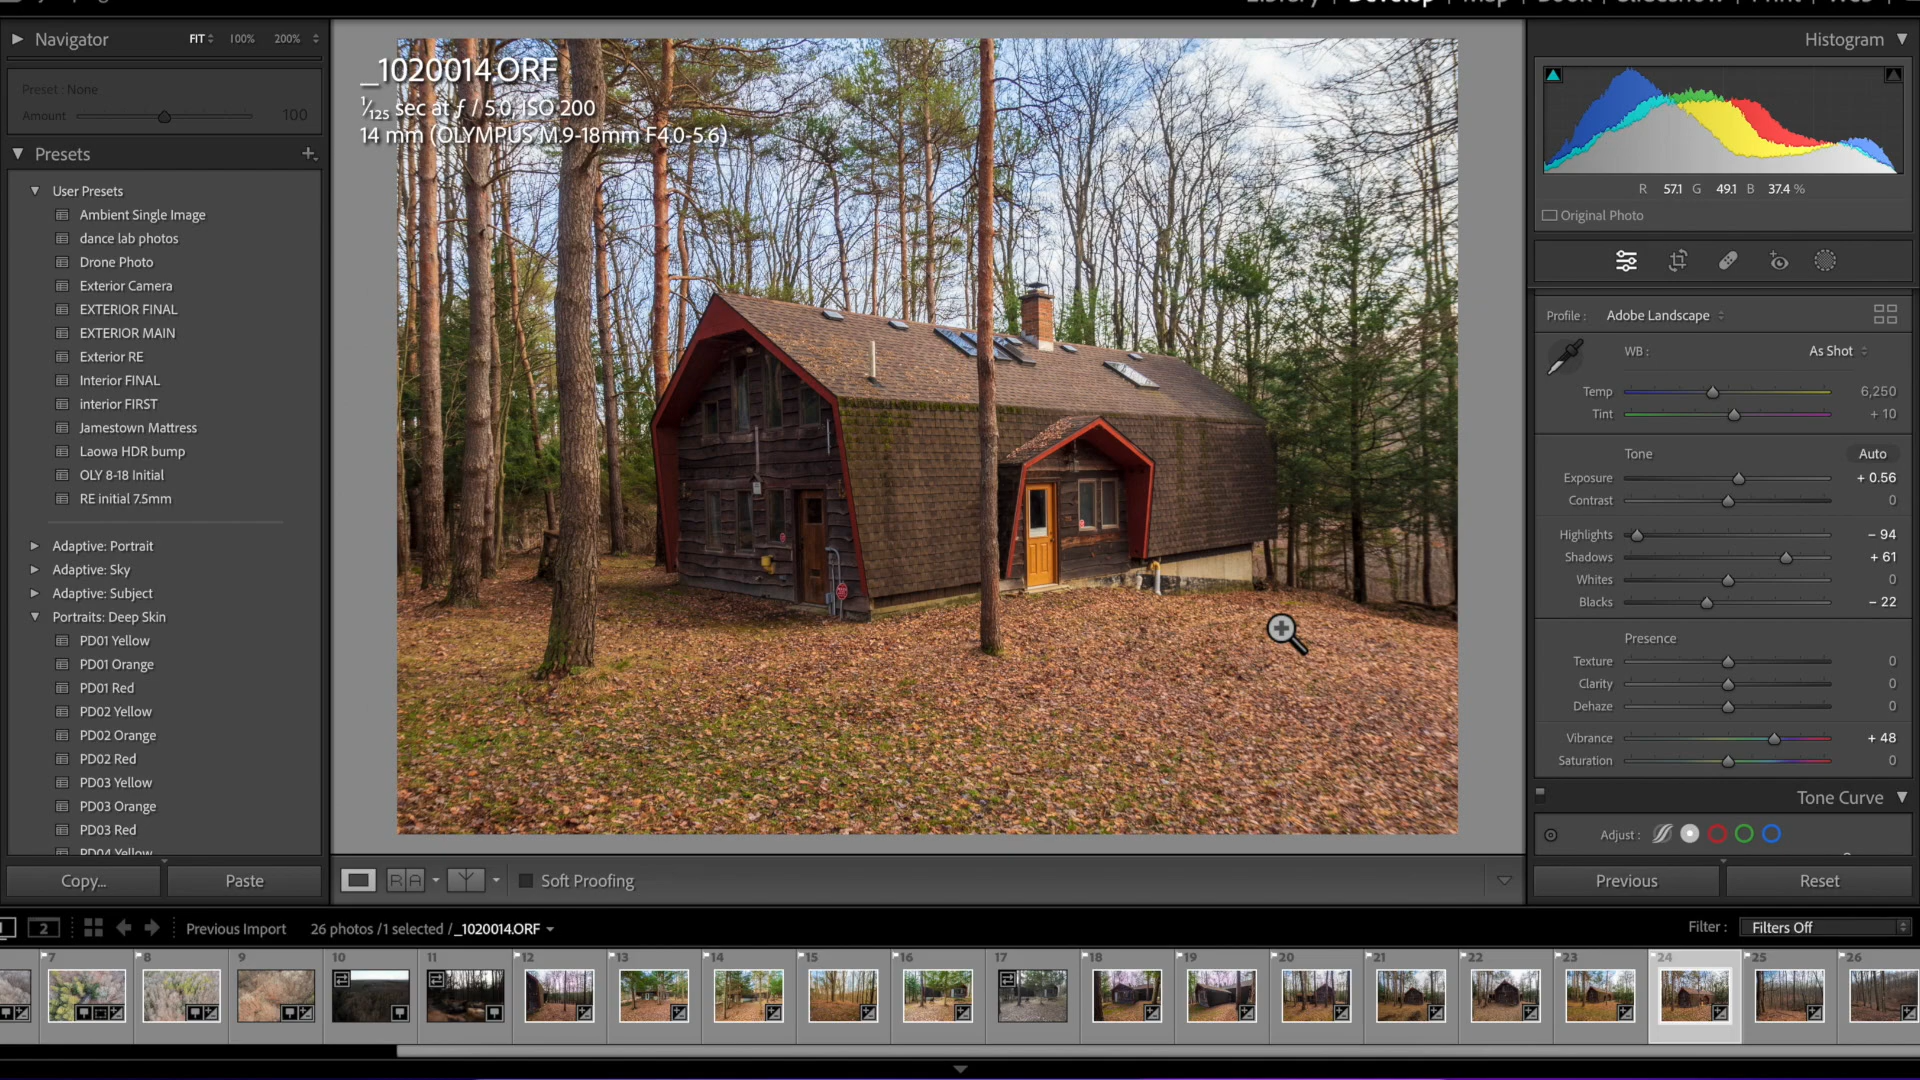 Library Develop Map Book Slideshow Print Web
Navigator FIT 100% 200%
Preset : None
Amount 100
Presets
User Presets
Ambient Single Image
dance lab photos
Drone Photo
Exterior Camera
EXTERIOR FINAL
EXTERIOR MAIN
Exterior RE
Interior FINAL
interior FIRST
Jamestown Mattress
Laowa HDR bump
OLY 8-18 Initial
RE initial 7.5mm
Adaptive: Portrait
Adaptive: Sky
Adaptive: Subject
Portraits: Deep Skin
PD01 Yellow
PD01 Orange
PD01 Red
PD02 Yellow
PD02 Orange
PD02 Red
PD03 Yellow
PD03 Orange
PD03 Red
PD04 Yellow
Copy... Paste
_1020014.ORF
1/125 sec at ƒ / 5.0, ISO 200
14 mm (OLYMPUS M.9-18mm F4.0-5.6)
R A Y Soft Proofing
Histogram
R 57.1 G 49.1 B 37.4 %
Original Photo
Profile : Adobe Landscape
WB : As Shot
Temp 6,250
Tint + 10
Tone Auto
Exposure + 0.56
Contrast 0
Highlights − 94
Shadows + 61
Whites 0
Blacks − 22
Presence
Texture 0
Clarity 0
Dehaze 0
Vibrance + 48
Saturation 0
Tone Curve
Adjust :
Previous Reset
2 Previous Import 26 photos /1 selected /_1020014.ORF Filter : Filters Off
7 8 9 10 11 12 13 14 15 16 17 18 19 20 21 22 23 24 25 26